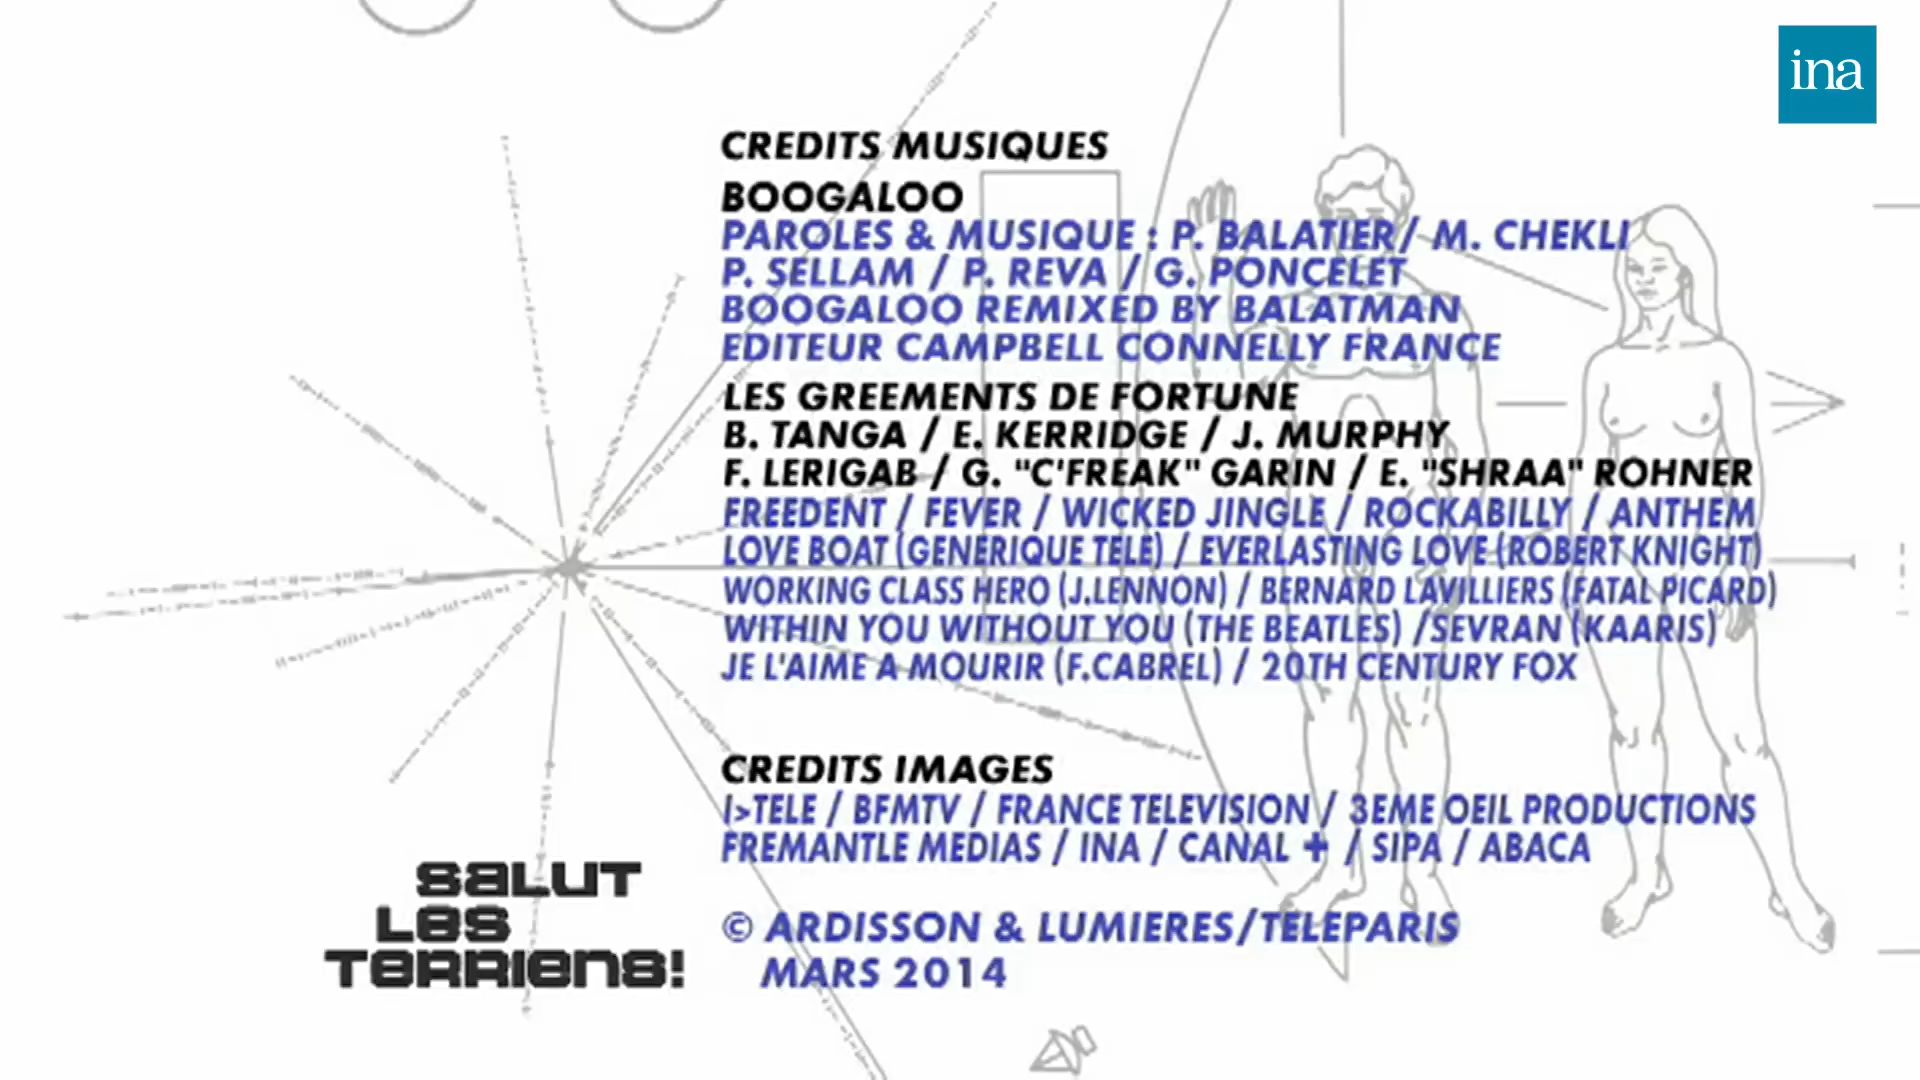 ina
CREDITS MUSIQUES
BOOGALOO
PAROLES & MUSIQUE : P. BALATIER/ M. CHEKLI
P. SELLAM / P. REVA / G. PONCELET
BOOGALOO REMIXED BY BALATMAN
EDITEUR CAMPBELL CONNELLY FRANCE
LES GREEMENTS DE FORTUNE
B. TANGA / E. KERRIDGE / J. MURPHY
F. LERIGAB / G. "C'FREAK" GARIN / E. "SHRAA" ROHNER
FREEDENT / FEVER / WICKED JINGLE / ROCKABILLY / ANTHEM
LOVE BOAT (GENERIQUE TELE) / EVERLASTING LOVE (ROBERT KNIGHT)
WORKING CLASS HERO (J.LENNON) / BERNARD LAVILLIERS (FATAL PICARD)
WITHIN YOU WITHOUT YOU (THE BEATLES) /SEVRAN (KAARIS)
JE L'AIME A MOURIR (F.CABREL) / 20TH CENTURY FOX
CREDITS IMAGES
I>TELE / BFMTV / FRANCE TELEVISION / 3EME OEIL PRODUCTIONS
FREMANTLE MEDIAS / INA / CANAL + / SIPA / ABACA
© ARDISSON & LUMIERES/TELEPARIS
MARS 2014
SALUT
LES
TERRIENS!